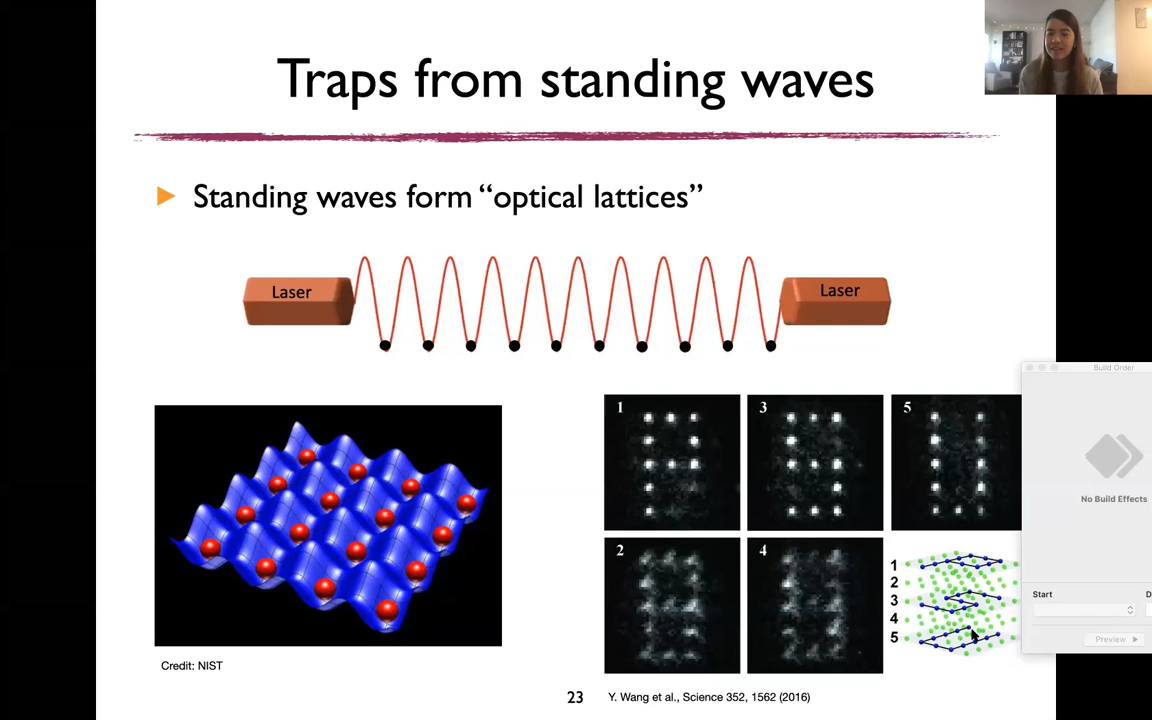 Traps from standing waves
Standing waves form “optical lattices”
Laser
Laser
Build Order
1
3
5
No Build Effects
2
4
1
2
3
4
5
Start
D
Preview
Credit: NIST
23
Y. Wang et al., Science 352, 1562 (2016)